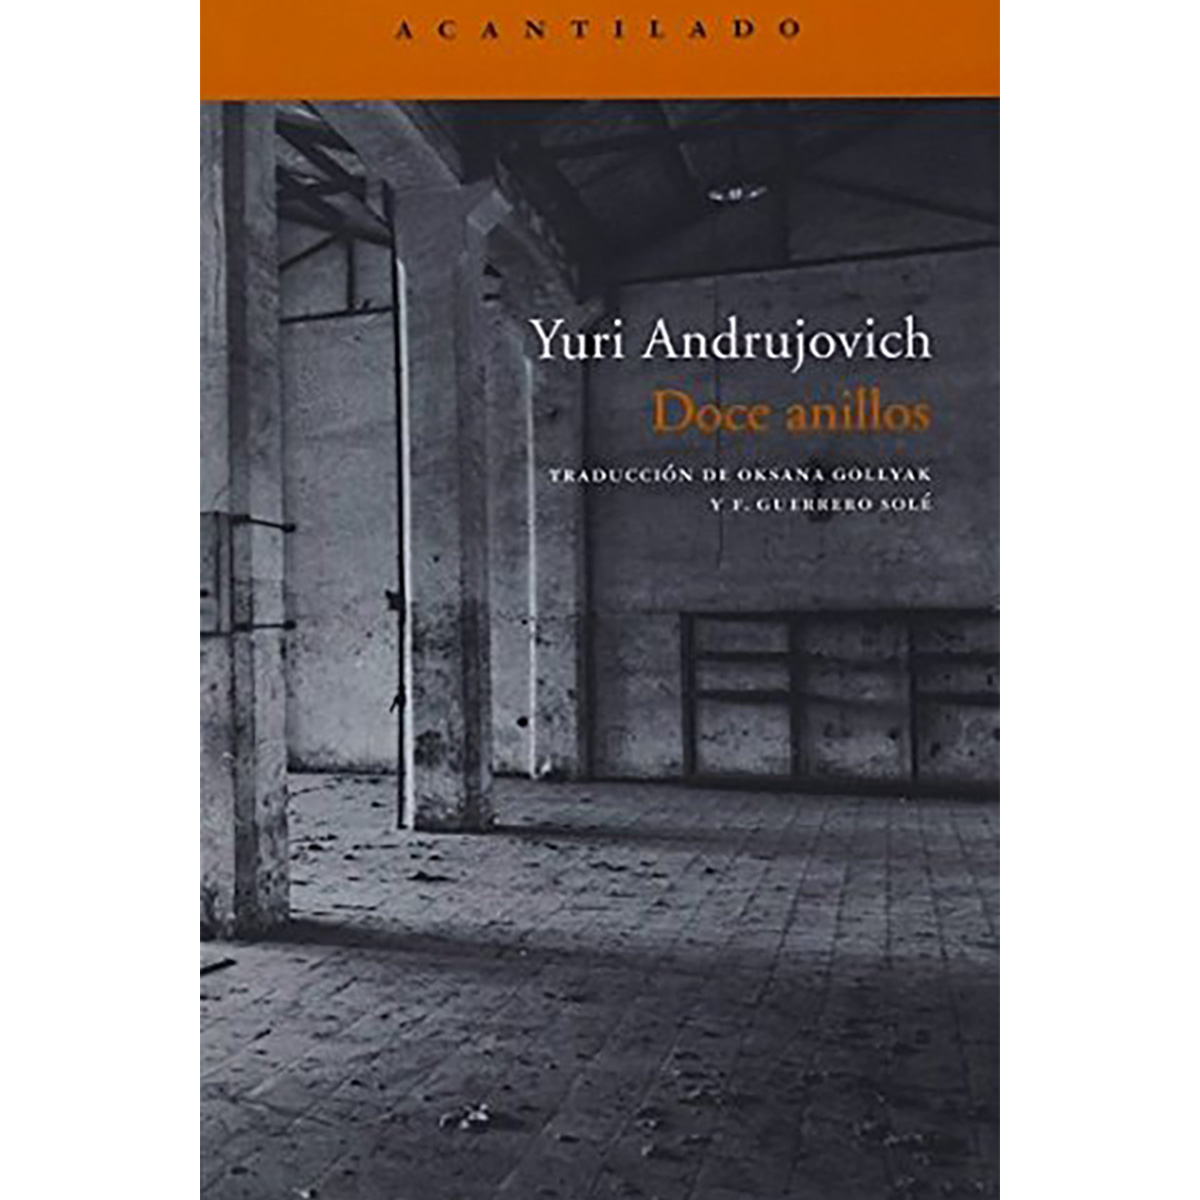 ACANTILADO
Yuri Andrujovich
Doce anillos
TRADUCCIÓN DE OKSANA GOLLYAK
Y F. GUERRERO SOLÉ